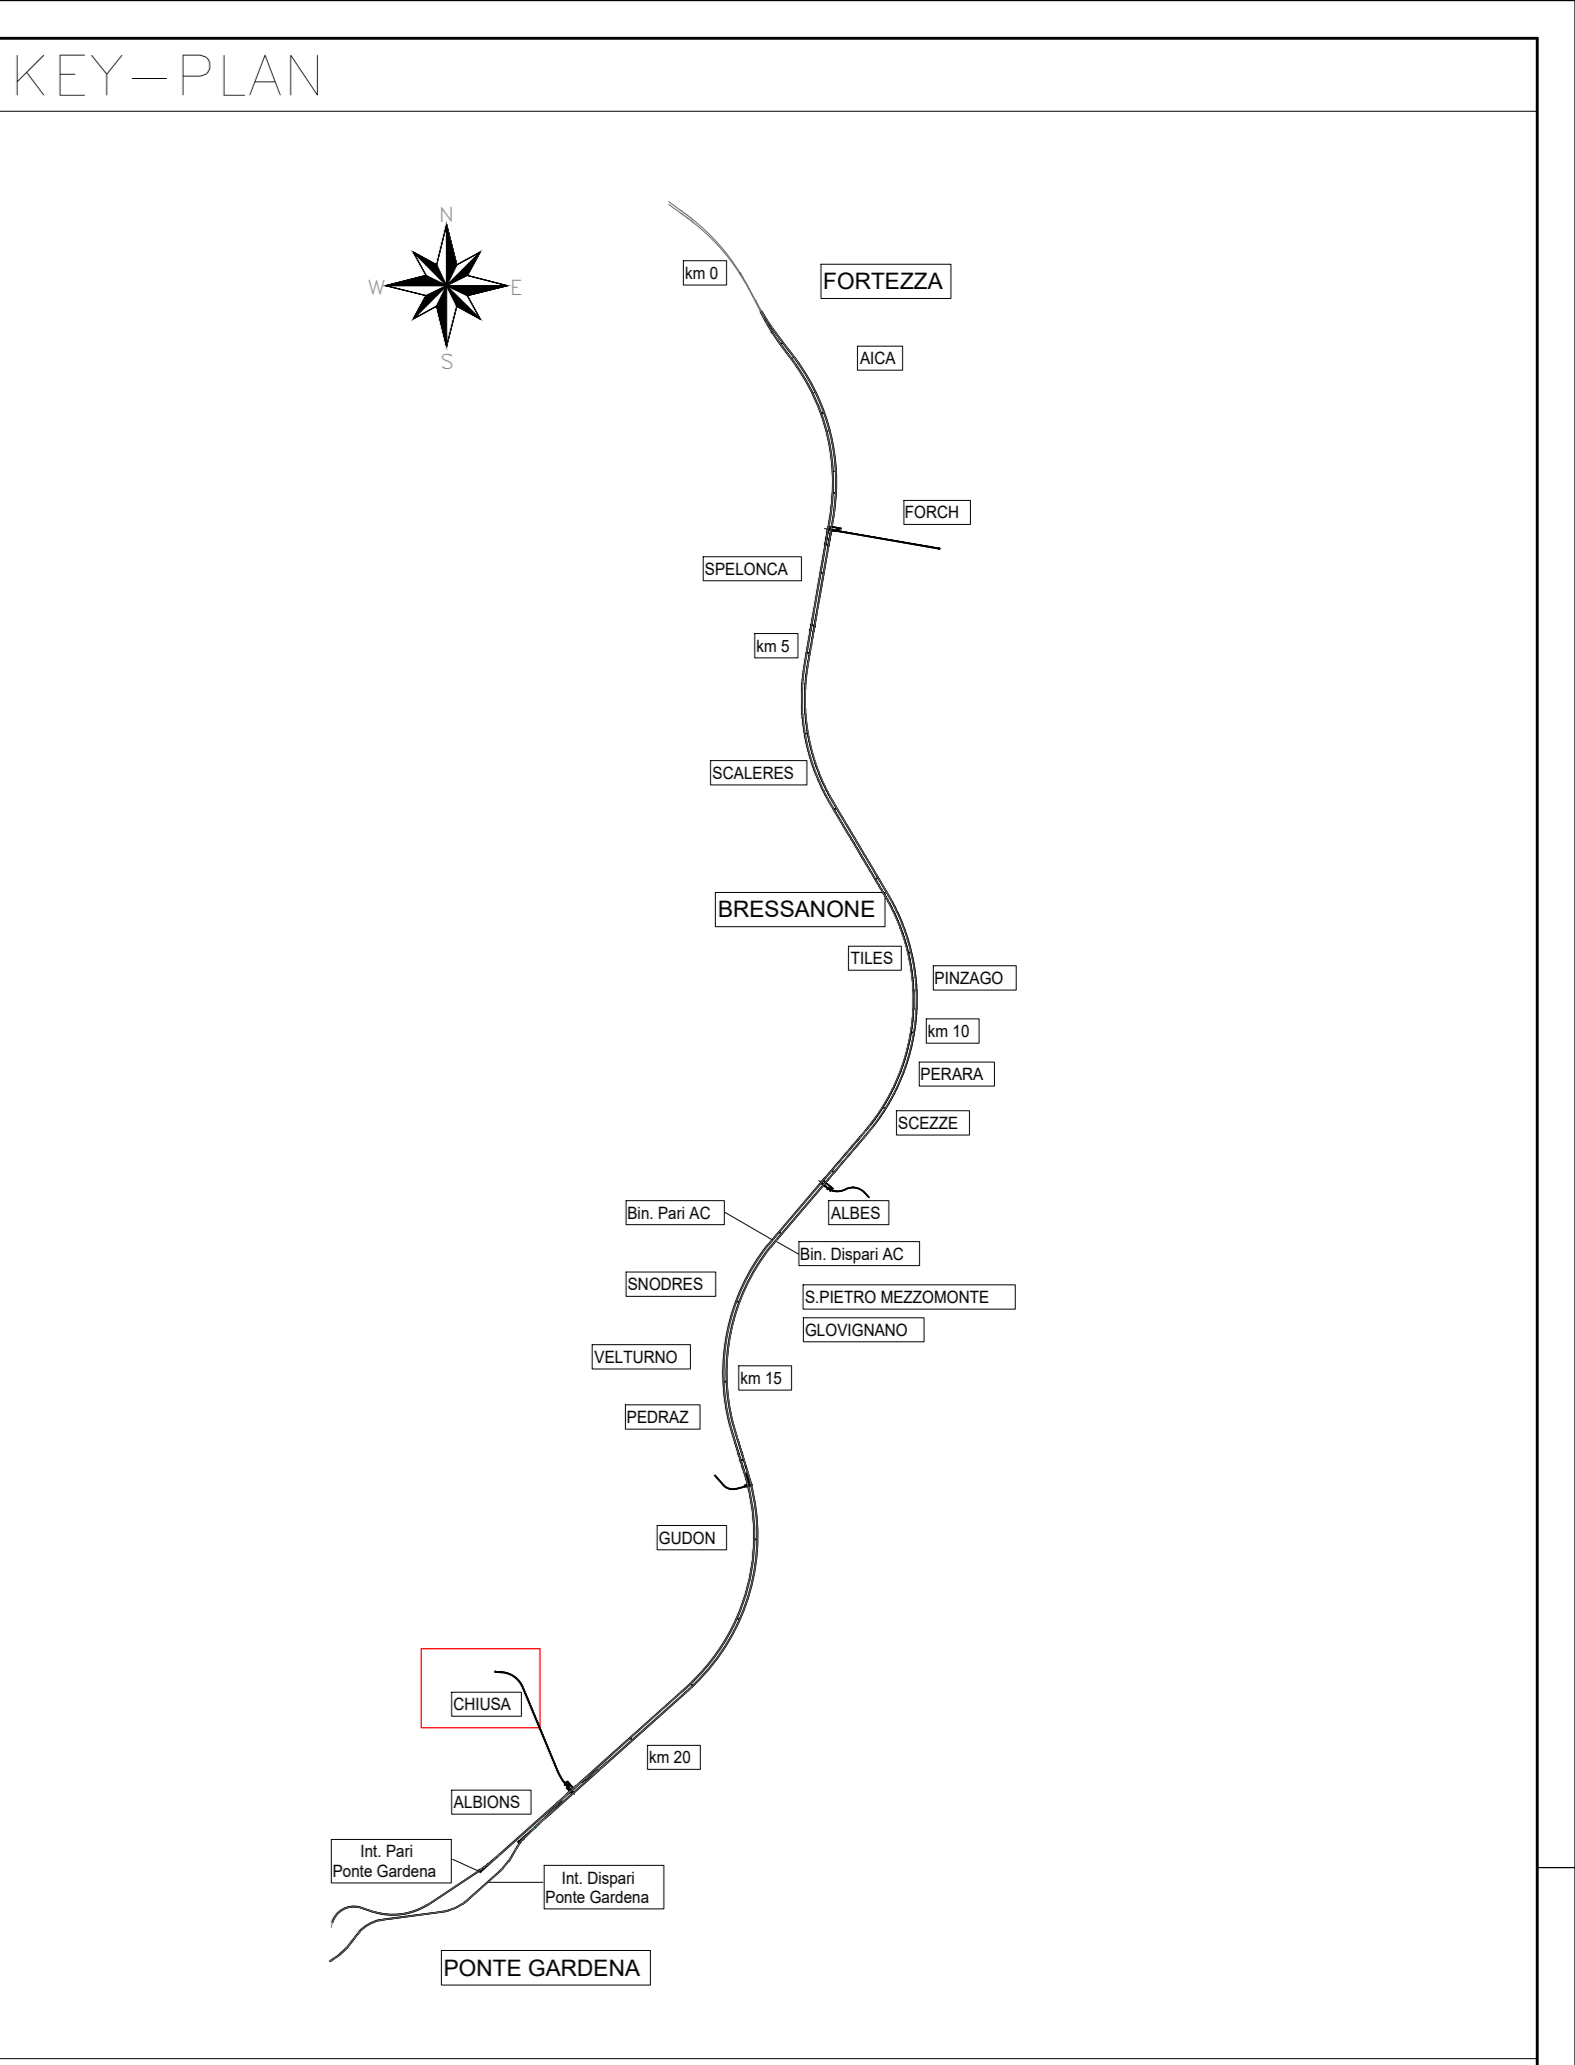 KEY-PLAN
N
W
E
S
km 0
FORTEZZA
AICA
FORCH
SPELONCA
km 5
SCALERES
BRESSANONE
TILES
PINZAGO
km 10
PERARA
SCEZZE
Bin. Pari AC
ALBES
Bin. Dispari AC
SNODRES
S.PIETRO MEZZOMONTE
GLOVIGNANO
VELTURNO
km 15
PEDRAZ
GUDON
CHIUSA
km 20
ALBIONS
Int. Pari
Ponte Gardena
Int. Dispari
Ponte Gardena
PONTE GARDENA